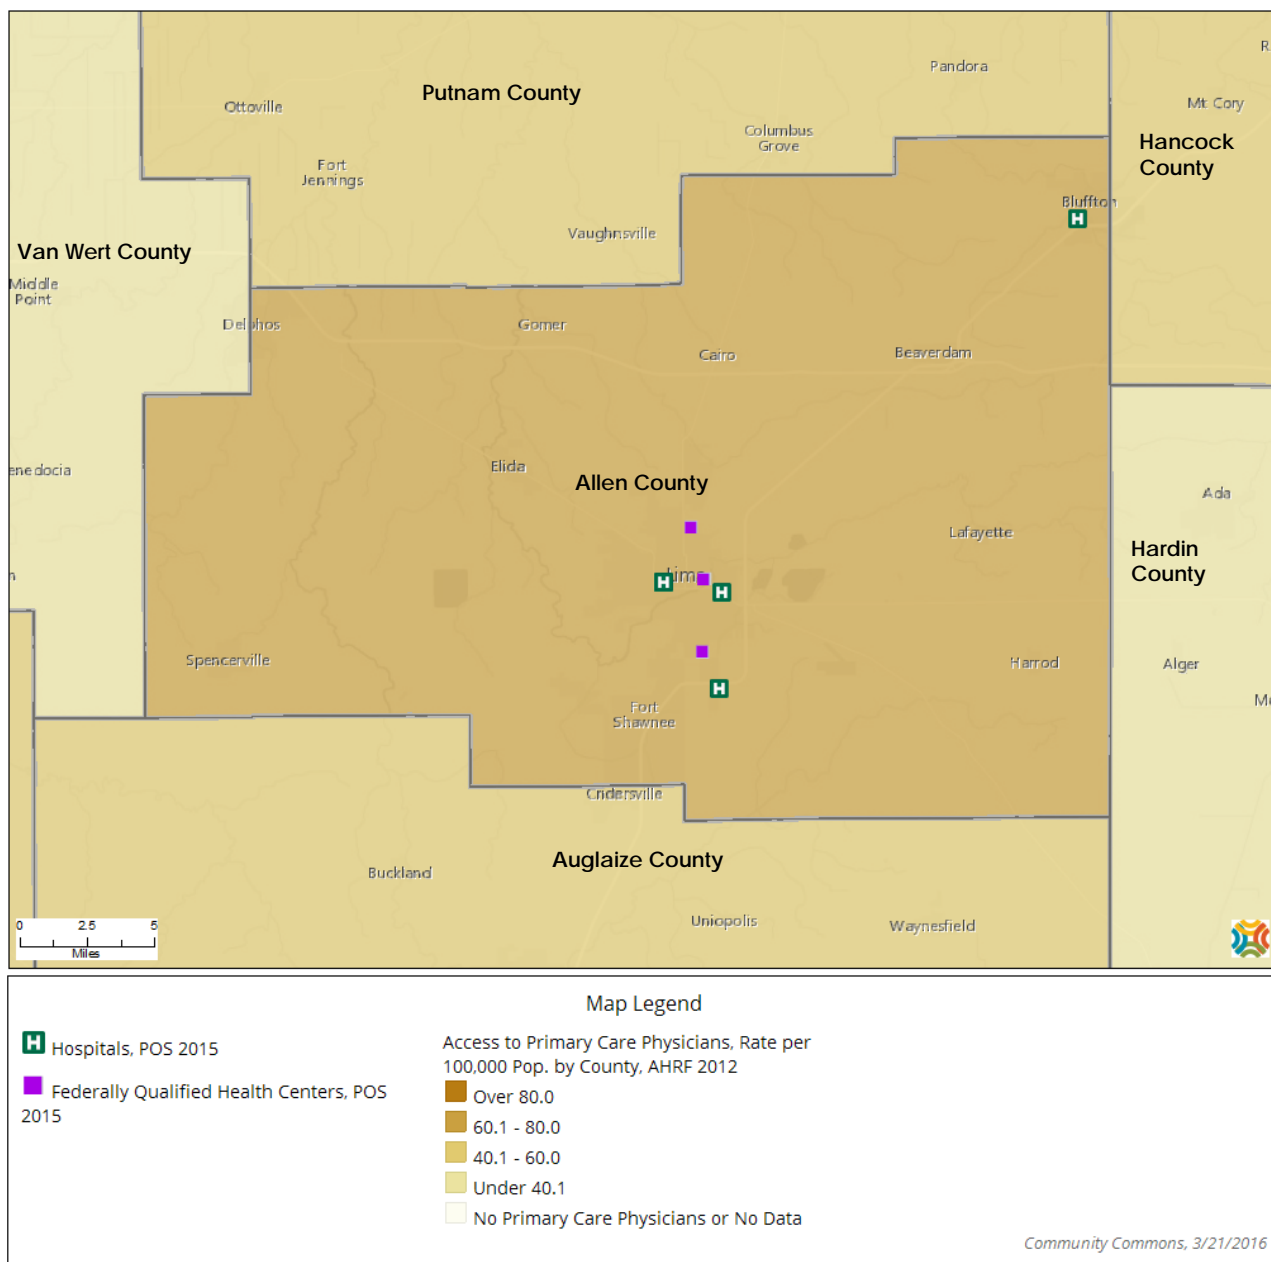 Putnam County
Pandora
R
Ottoville
Mt Cory
Columbus
Grove
Hancock
County
Fort
Jennings
Bluffton
H
Vaughnsville
Van Wert County
Middle
Point
Delphos
Gomer
Cairo
Beaverdam
Elida
enedocia
Allen County
Ada
Lafayette
Hardin
County
n
Lima
H
H
Spencerville
Harrod
Alger
H
Mc
Fort
Shawnee
Cridersville
Auglaize County
Buckland
Uniopolis
Waynesfield
0 2.5 5
Miles
Map Legend
H Hospitals, POS 2015
Federally Qualified Health Centers, POS
2015
Access to Primary Care Physicians, Rate per
100,000 Pop. by County, AHRF 2012
Over 80.0
60.1 - 80.0
40.1 - 60.0
Under 40.1
No Primary Care Physicians or No Data
Community Commons, 3/21/2016